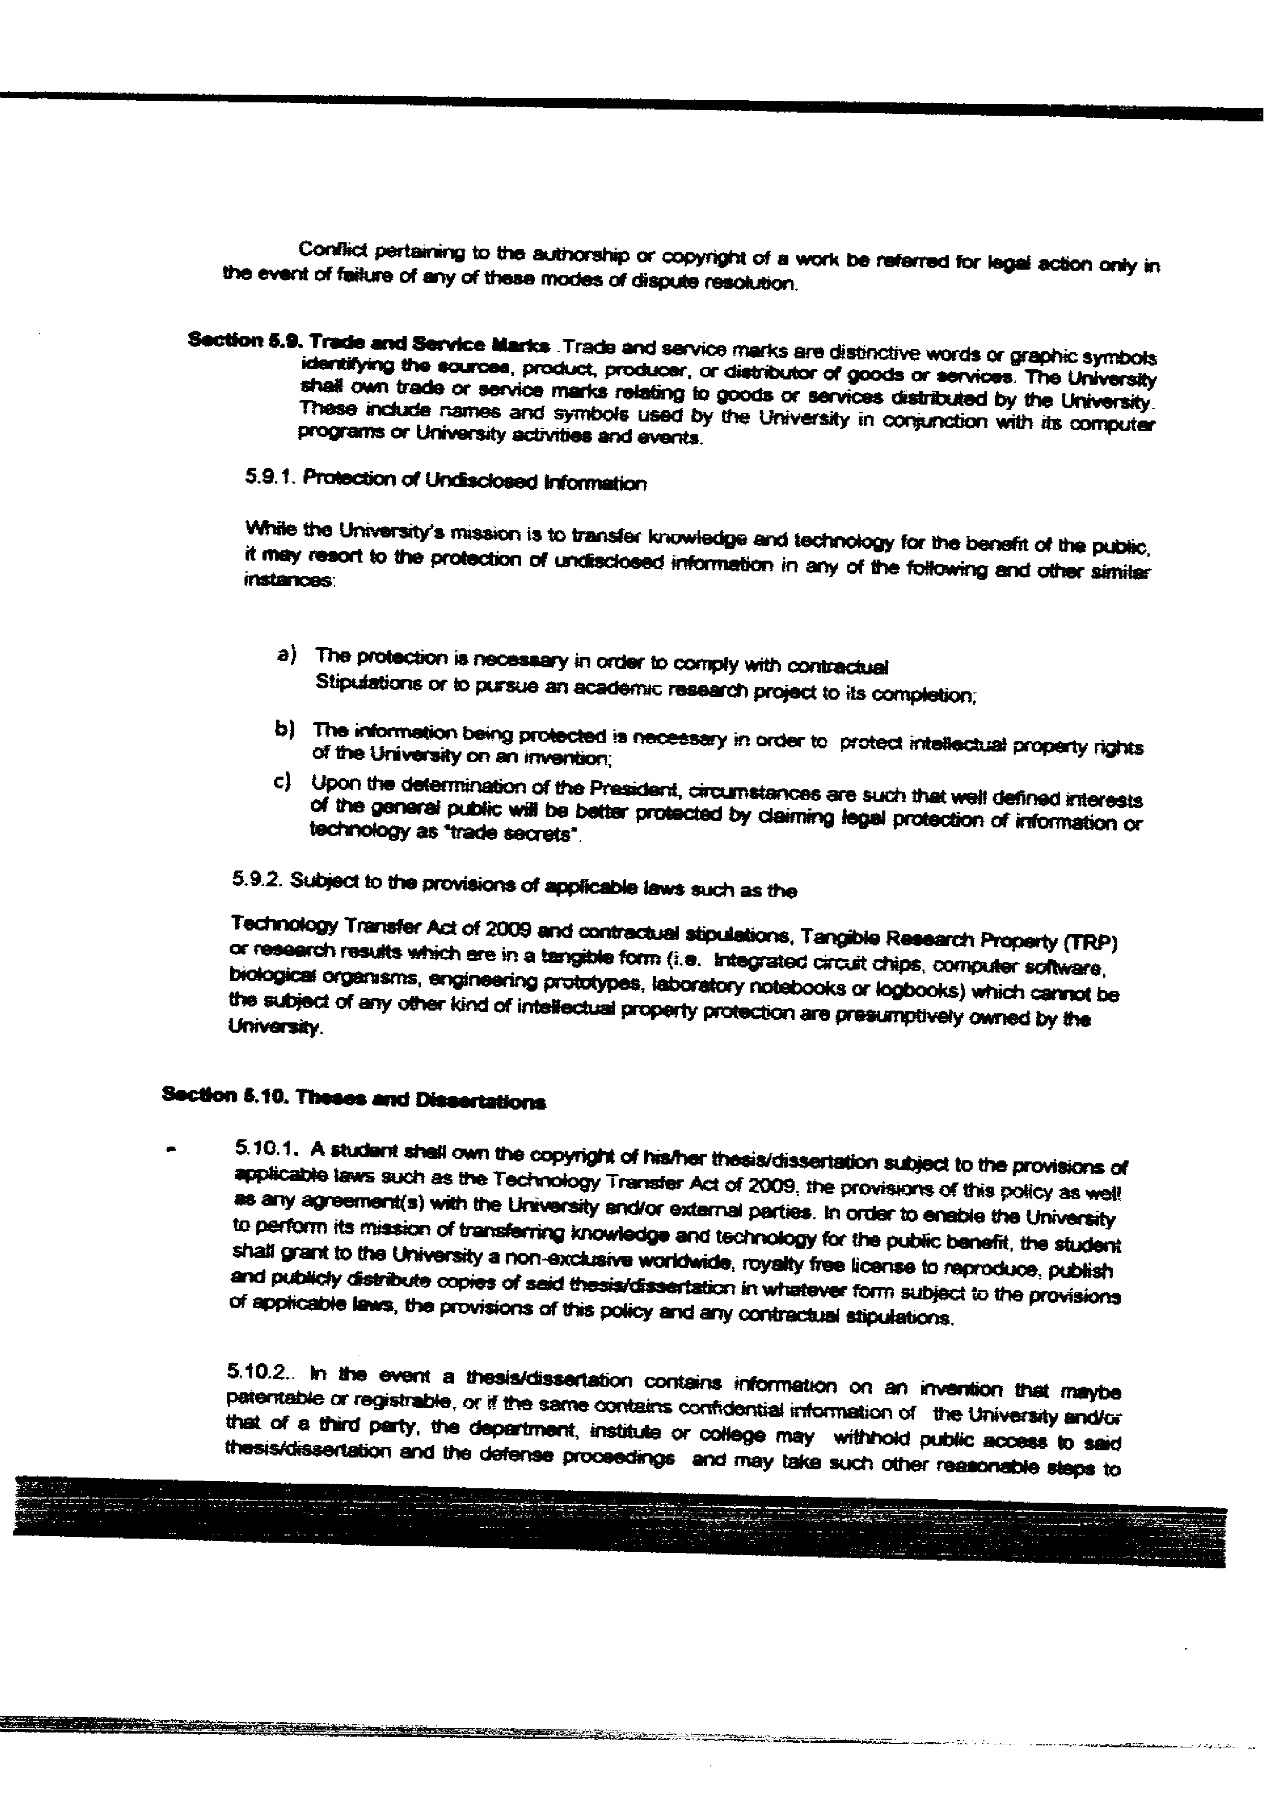 Conflict pertaining to the authorship or copyright of a work be referred for legal action only in
the event of failure of any of these modes of dispute resolution.
Section 5.9. Trade and Service Marks .Trade and service marks are distinctive words or graphic symbols
identifying the sources, product, producer, or distributor of goods or services. The University
shall own trade or service marks relating to goods or services distributed by the University.
These include names and symbols used by the University in conjunction with its computer
programs or University activities and events.
5.9.1. Protection of Undisclosed Information
While the University's mission is to transfer knowledge and technology for the benefit of the public,
it may resort to the protection of undisclosed information in any of the following and other similar
instances:
a) The protection is necessary in order to comply with contractual
Stipulations or to pursue an academic research project to its completion;
b) The information being protected is necessary in order to protect intellectual property rights
of the University on an invention;
c) Upon the determination of the President, circumstances are such that well defined interests
of the general public will be better protected by claiming legal protection of information or
technology as "trade secrets".
5.9.2. Subject to the provisions of applicable laws such as the
Technology Transfer Act of 2009 and contractual stipulations, Tangible Research Property (TRP)
or research results which are in a tangible form (i.e. Integrated circuit chips, computer software,
biological organisms, engineering prototypes, laboratory notebooks or logbooks) which cannot be
the subject of any other kind of intellectual property protection are presumptively owned by the
University.
Section 5.10. Theses and Dissertations
- 5.10.1. A student shall own the copyright of his/her thesis/dissertation subject to the provisions of
applicable laws such as the Technology Transfer Act of 2009, the provisions of this policy as well
as any agreement(s) with the University and/or external parties. In order to enable the University
to perform its mission of transferring knowledge and technology for the public benefit, the student
shall grant to the University a non-exclusive worldwide, royalty free license to reproduce, publish
and publicly distribute copies of said thesis/dissertation in whatever form subject to the provisions
of applicable laws, the provisions of this policy and any contractual stipulations.
5.10.2.. In the event a thesis/dissertation contains information on an invention that maybe
patentable or registrable, or if the same contains confidential information of the University and/or
that of a third party, the department, institute or college may withhold public access to said
thesis/dissertation and the defense proceedings and may take such other reasonable steps to